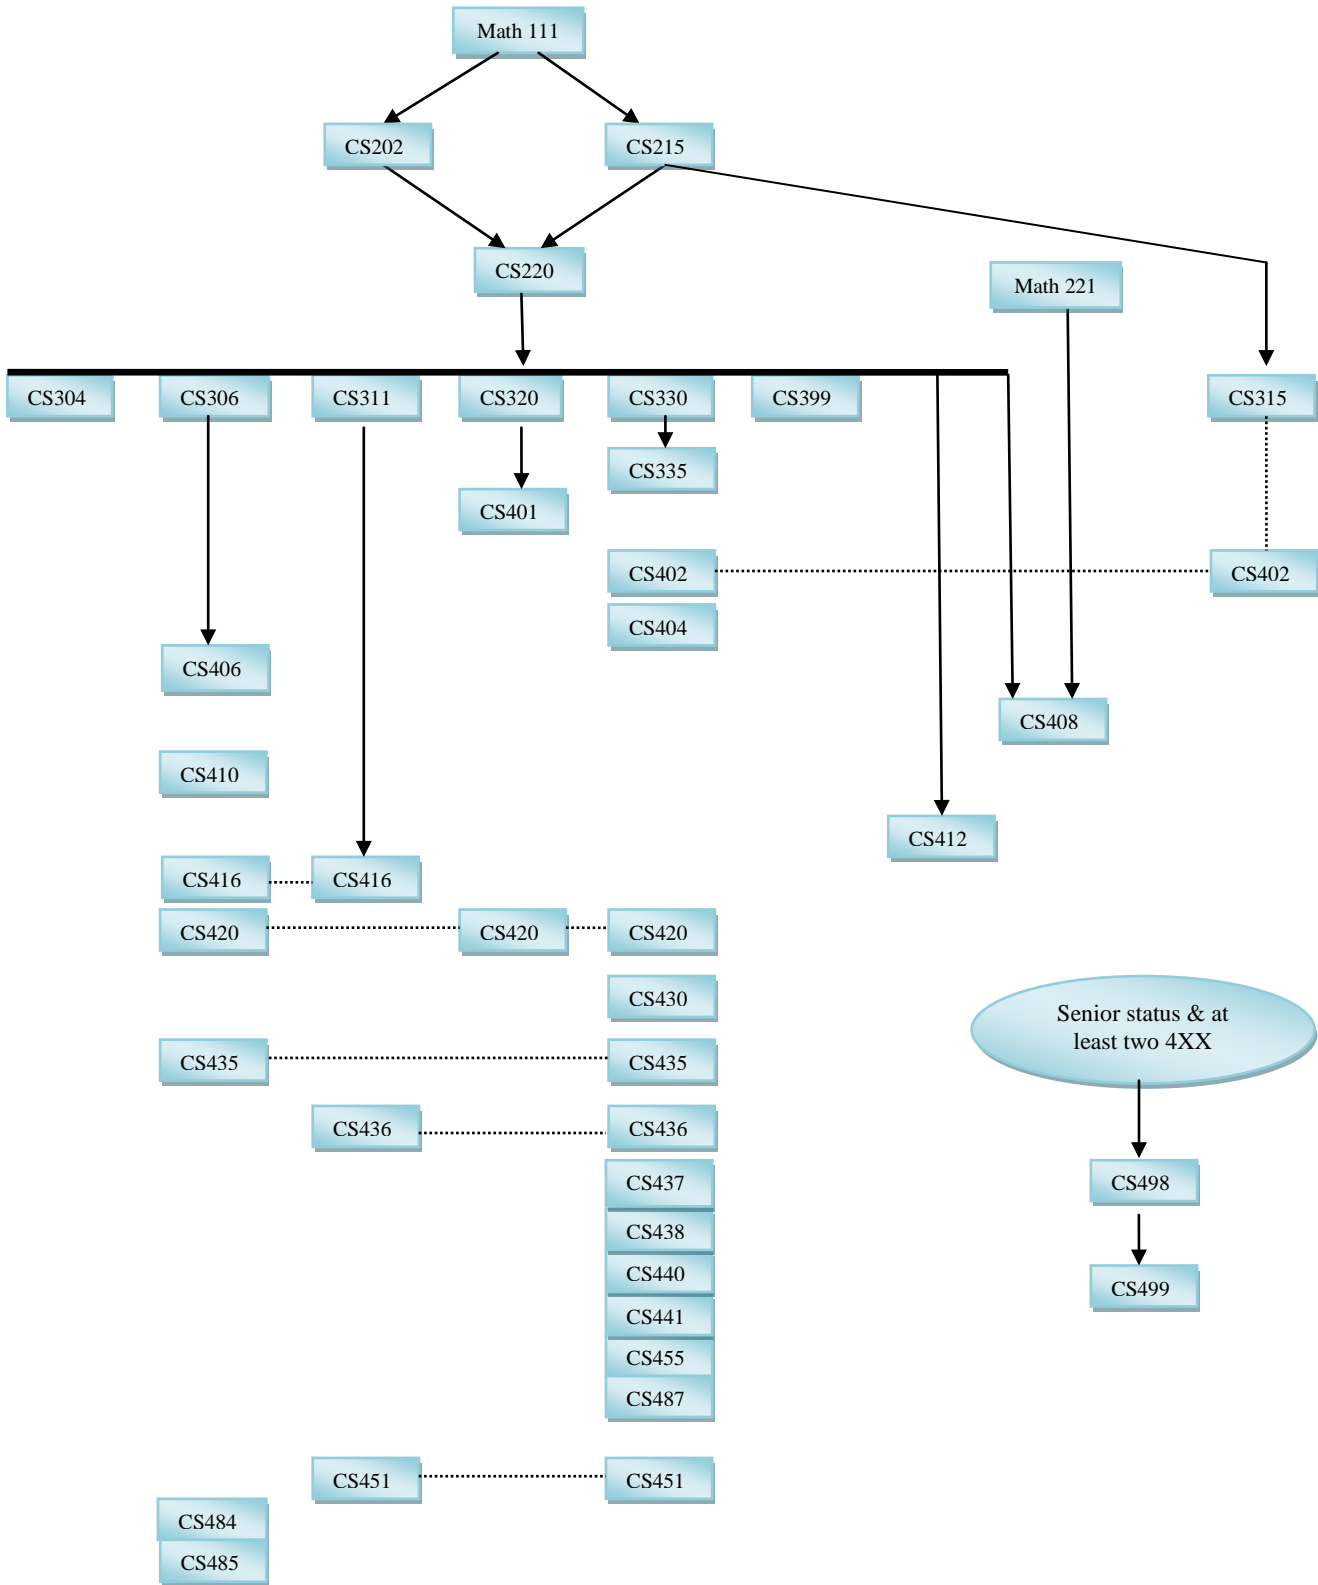 Math 111
CS202
CS215
CS220
Math 221
CS304
CS306
CS311
CS320
CS330
CS399
CS315
CS335
CS401
CS402
CS402
CS404
CS406
CS408
CS410
CS412
CS416
CS416
CS420
CS420
CS420
CS430
Senior status & at
least two 4XX
CS435
CS435
CS436
CS436
CS437
CS498
CS438
CS440
CS499
CS441
CS455
CS487
CS451
CS451
CS484
CS485